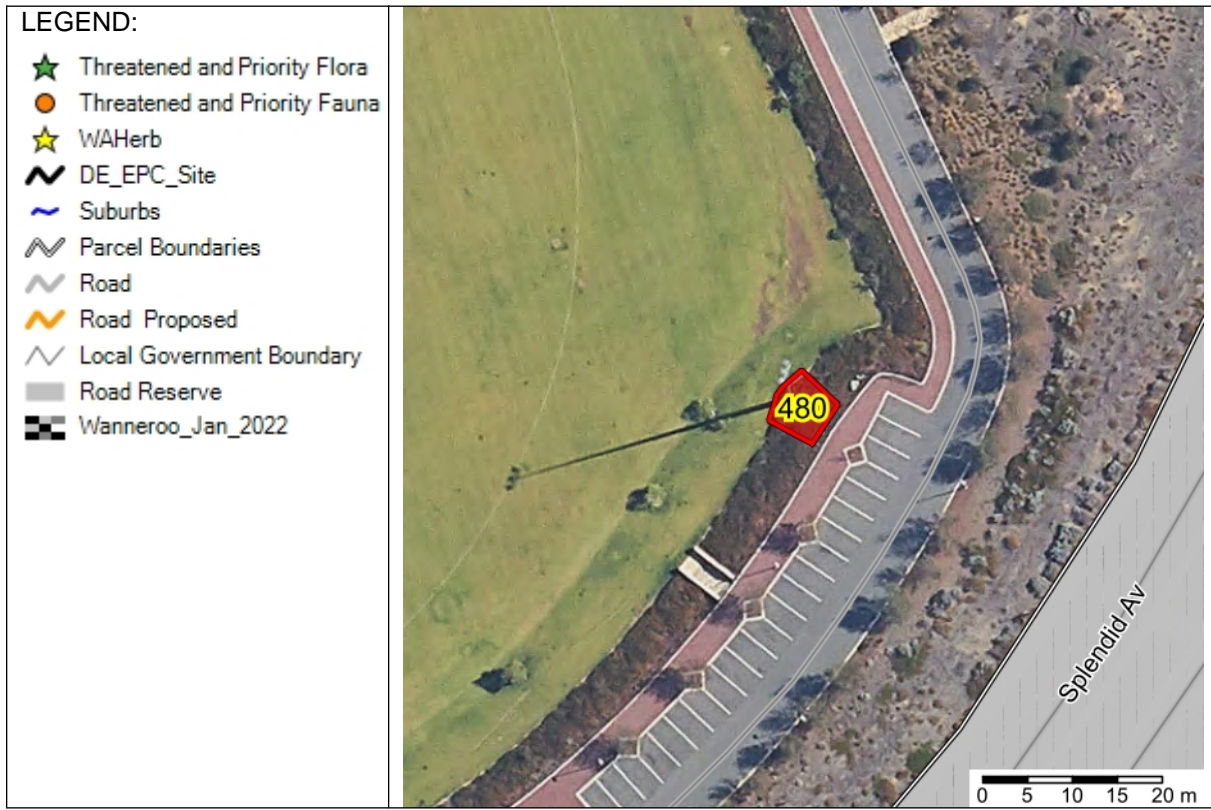 LEGEND:
Threatened and Priority Flora
Threatened and Priority Fauna
WAHerb
DE_EPC_Site
Suburbs
Parcel Boundaries
Road
Road Proposed
Local Government Boundary
Road Reserve
Wanneroo_Jan_2022
480
Splendid Av
0 5 10 15 20 m